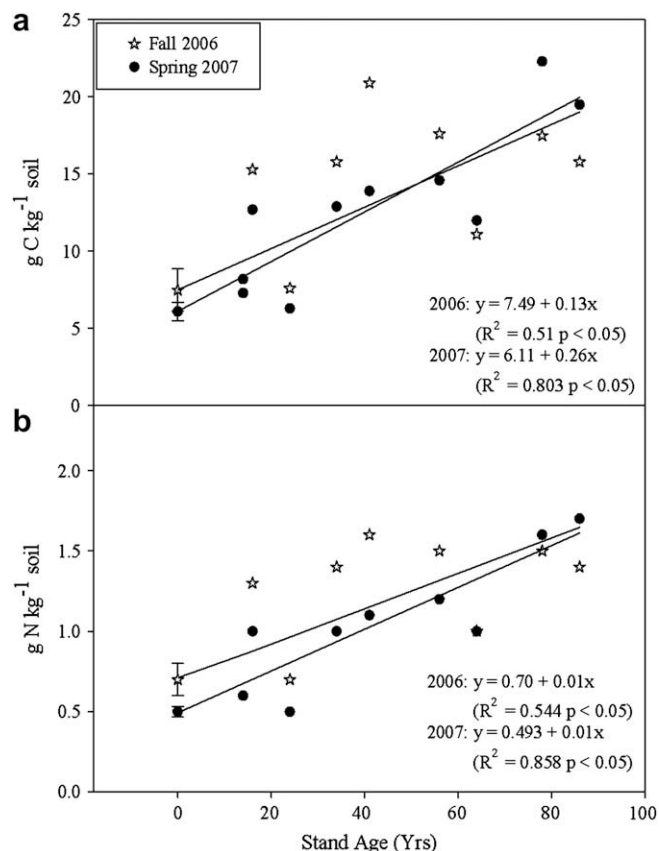 a
Fall 2006
Spring 2007
25
20
15
10
5
0
g C kg⁻¹ soil
2006: y = 7.49 + 0.13x
(R² = 0.51 p < 0.05)
2007: y = 6.11 + 0.26x
(R² = 0.803 p < 0.05)
b
2.0
1.5
1.0
0.5
0.0
g N kg⁻¹ soil
2006: y = 0.70 + 0.01x
(R² = 0.544 p < 0.05)
2007: y = 0.493 + 0.01x
(R² = 0.858 p < 0.05)
0 20 40 60 80 100
Stand Age (Yrs)